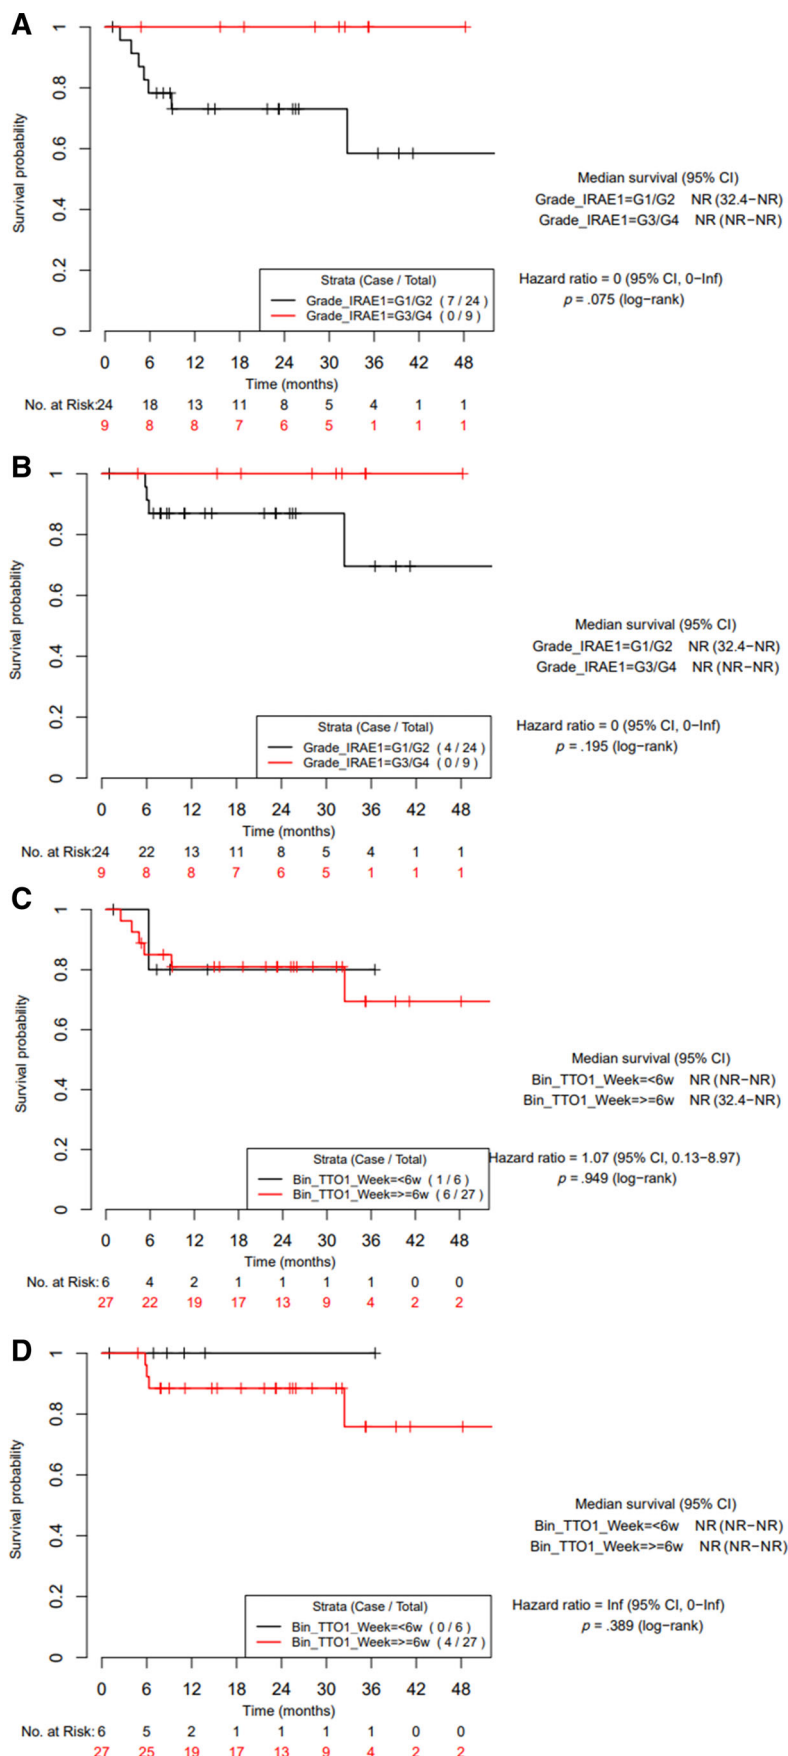 A
Survival probability
1
0.8
0.6
0.4
0.2
0
Median survival (95% CI)
Grade_IRAE1=G1/G2 NR (32.4−NR)
Grade_IRAE1=G3/G4 NR (NR−NR)
Hazard ratio = 0 (95% CI, 0−Inf)
p = .075 (log−rank)
Strata (Case / Total)
Grade_IRAE1=G1/G2 ( 7 / 24 )
Grade_IRAE1=G3/G4 ( 0 / 9 )
0 6 12 18 24 30 36 42 48
Time (months)
No. at Risk:24 18 13 11 8 5 4 1 1
9 8 8 7 6 5 1 1 1
B
Survival probability
1
0.8
0.6
0.4
0.2
0
Median survival (95% CI)
Grade_IRAE1=G1/G2 NR (32.4−NR)
Grade_IRAE1=G3/G4 NR (NR−NR)
Hazard ratio = 0 (95% CI, 0−Inf)
p = .195 (log−rank)
Strata (Case / Total)
Grade_IRAE1=G1/G2 ( 4 / 24 )
Grade_IRAE1=G3/G4 ( 0 / 9 )
0 6 12 18 24 30 36 42 48
Time (months)
No. at Risk:24 22 13 11 8 5 4 1 1
9 8 8 7 6 5 1 1 1
C
Survival probability
1
0.8
0.6
0.4
0.2
0
Median survival (95% CI)
Bin_TTO1_Week=<6w NR (NR−NR)
Bin_TTO1_Week=>=6w NR (32.4−NR)
Hazard ratio = 1.07 (95% CI, 0.13−8.97)
p = .949 (log−rank)
Strata (Case / Total)
Bin_TTO1_Week=<6w ( 1 / 6 )
Bin_TTO1_Week=>=6w ( 6 / 27 )
0 6 12 18 24 30 36 42 48
Time (months)
No. at Risk: 6 4 2 1 1 1 1 0 0
27 22 19 17 13 9 4 2 2
D
Survival probability
1
0.8
0.6
0.4
0.2
0
Median survival (95% CI)
Bin_TTO1_Week=<6w NR (NR−NR)
Bin_TTO1_Week=>=6w NR (NR−NR)
Hazard ratio = Inf (95% CI, 0−Inf)
p = .389 (log−rank)
Strata (Case / Total)
Bin_TTO1_Week=<6w ( 0 / 6 )
Bin_TTO1_Week=>=6w ( 4 / 27 )
0 6 12 18 24 30 36 42 48
Time (months)
No. at Risk: 6 5 2 1 1 1 1 0 0
27 25 19 17 13 9 4 2 2